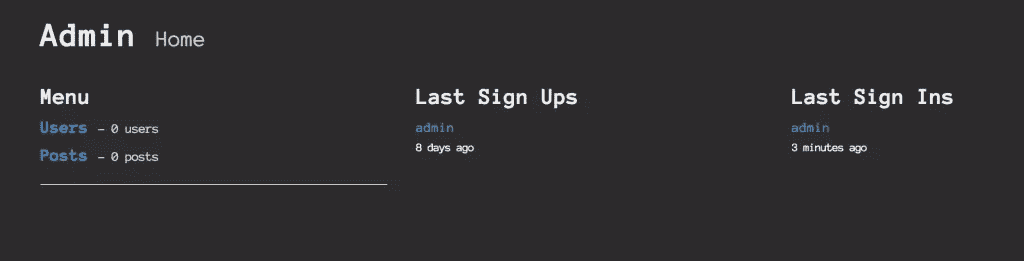 Admin Home
Menu
Users – 0 users
Posts – 0 posts
Last Sign Ups
admin
8 days ago
Last Sign Ins
admin
3 minutes ago